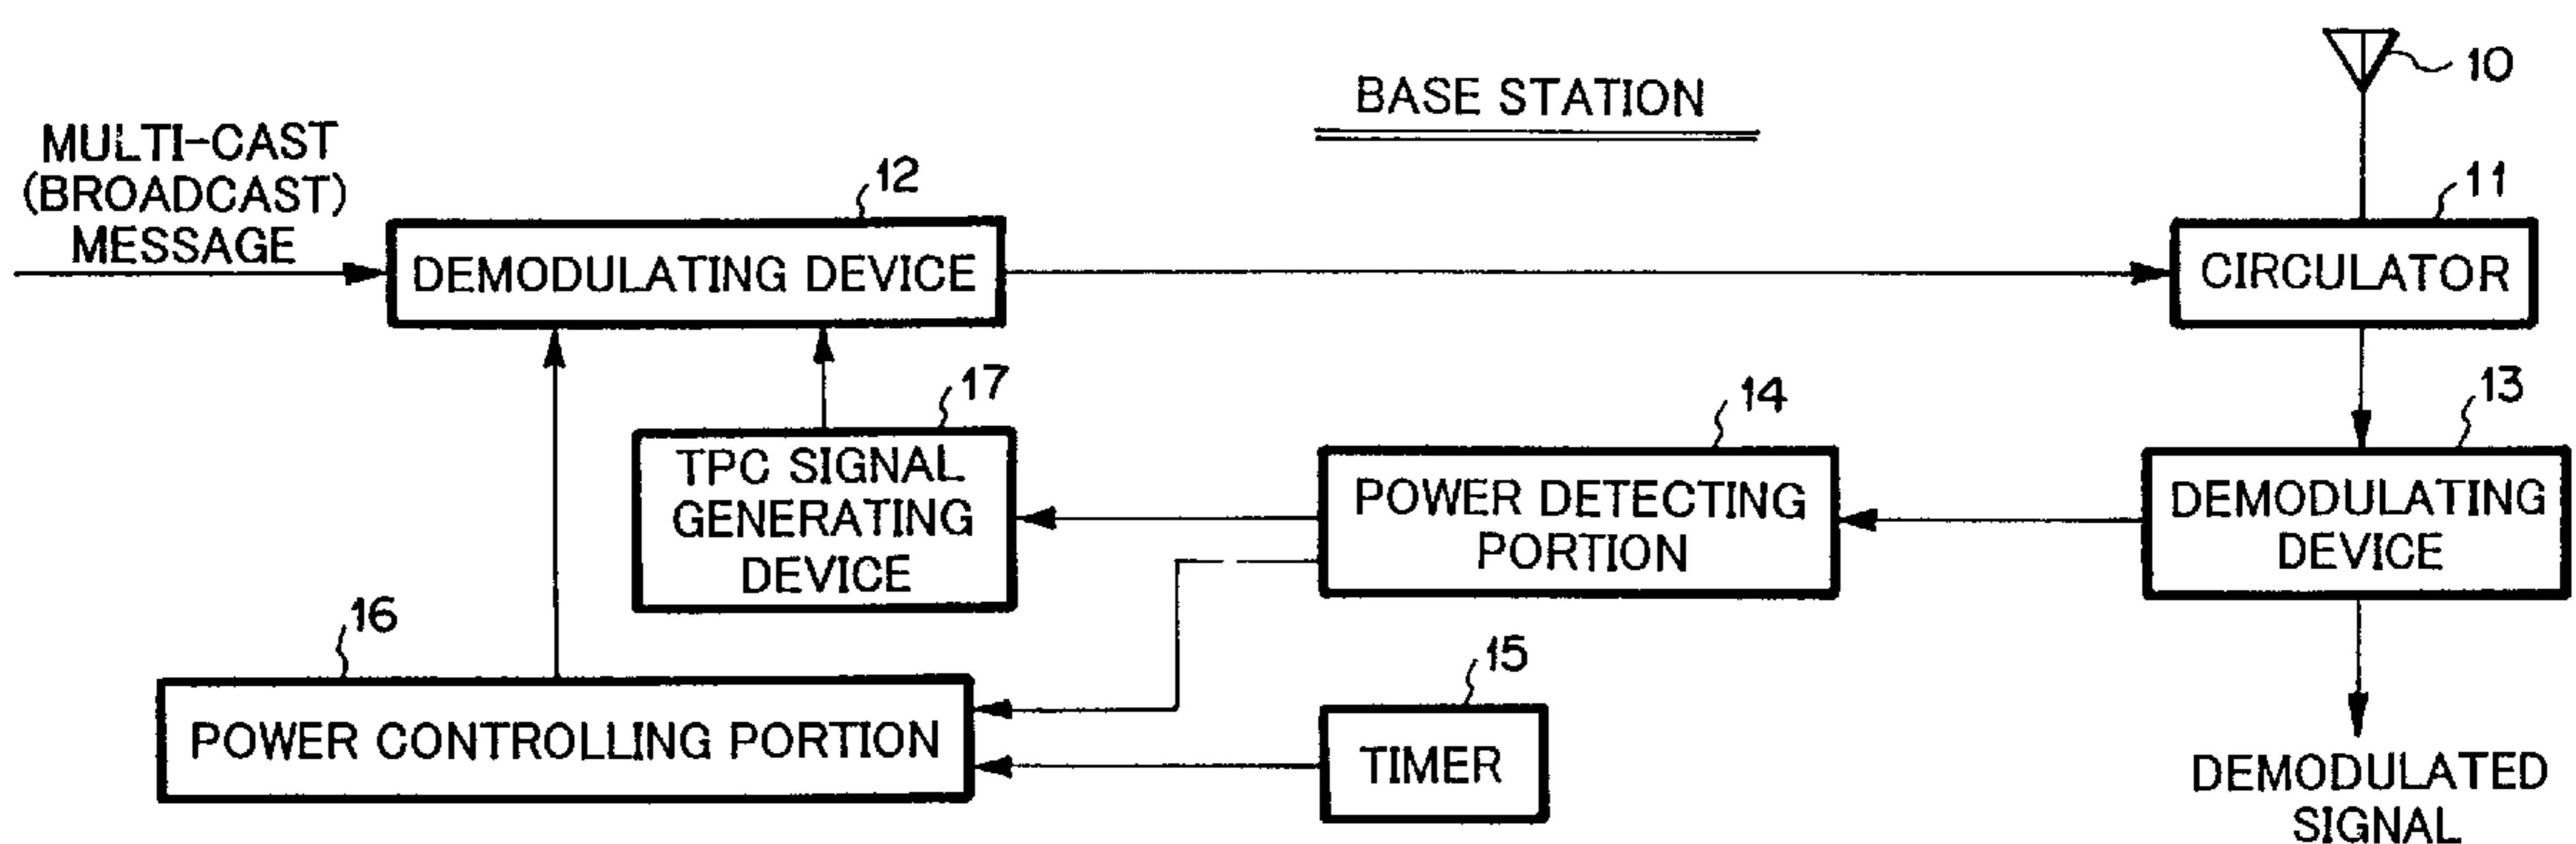 BASE STATION
10
MULTI-CAST
(BROADCAST)
MESSAGE
12
DEMODULATING DEVICE
11
CIRCULATOR
17
TPC SIGNAL
GENERATING
DEVICE
14
POWER DETECTING
PORTION
13
DEMODULATING
DEVICE
16
POWER CONTROLLING PORTION
15
TIMER
DEMODULATED
SIGNAL